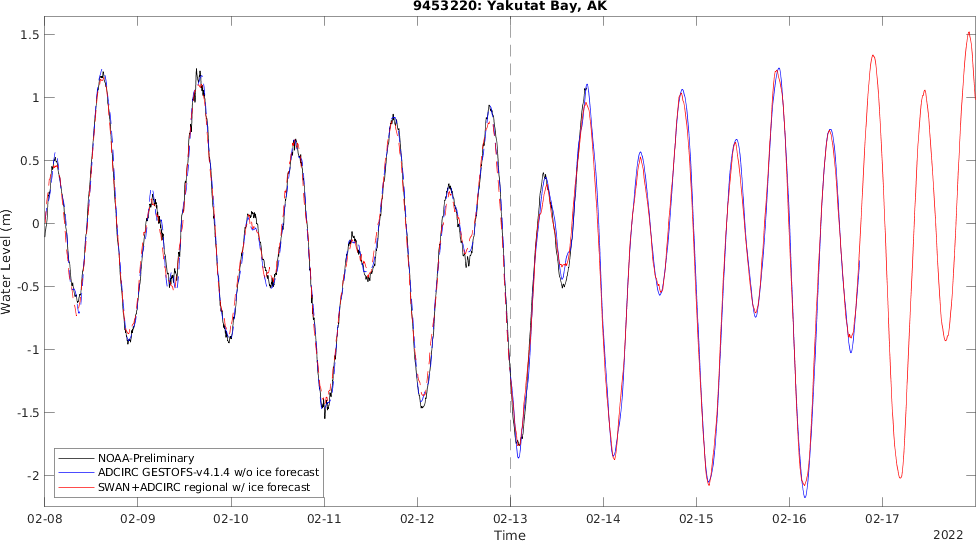 9453220: Yakutat Bay, AK
Water Level (m)
1.5
1
0.5
0
-0.5
-1
-1.5
-2
NOAA-Preliminary
ADCIRC GESTOFS-v4.1.4 w/o ice forecast
SWAN+ADCIRC regional w/ ice forecast
02-08 02-09 02-10 02-11 02-12 02-13 02-14 02-15 02-16 02-17
Time
2022